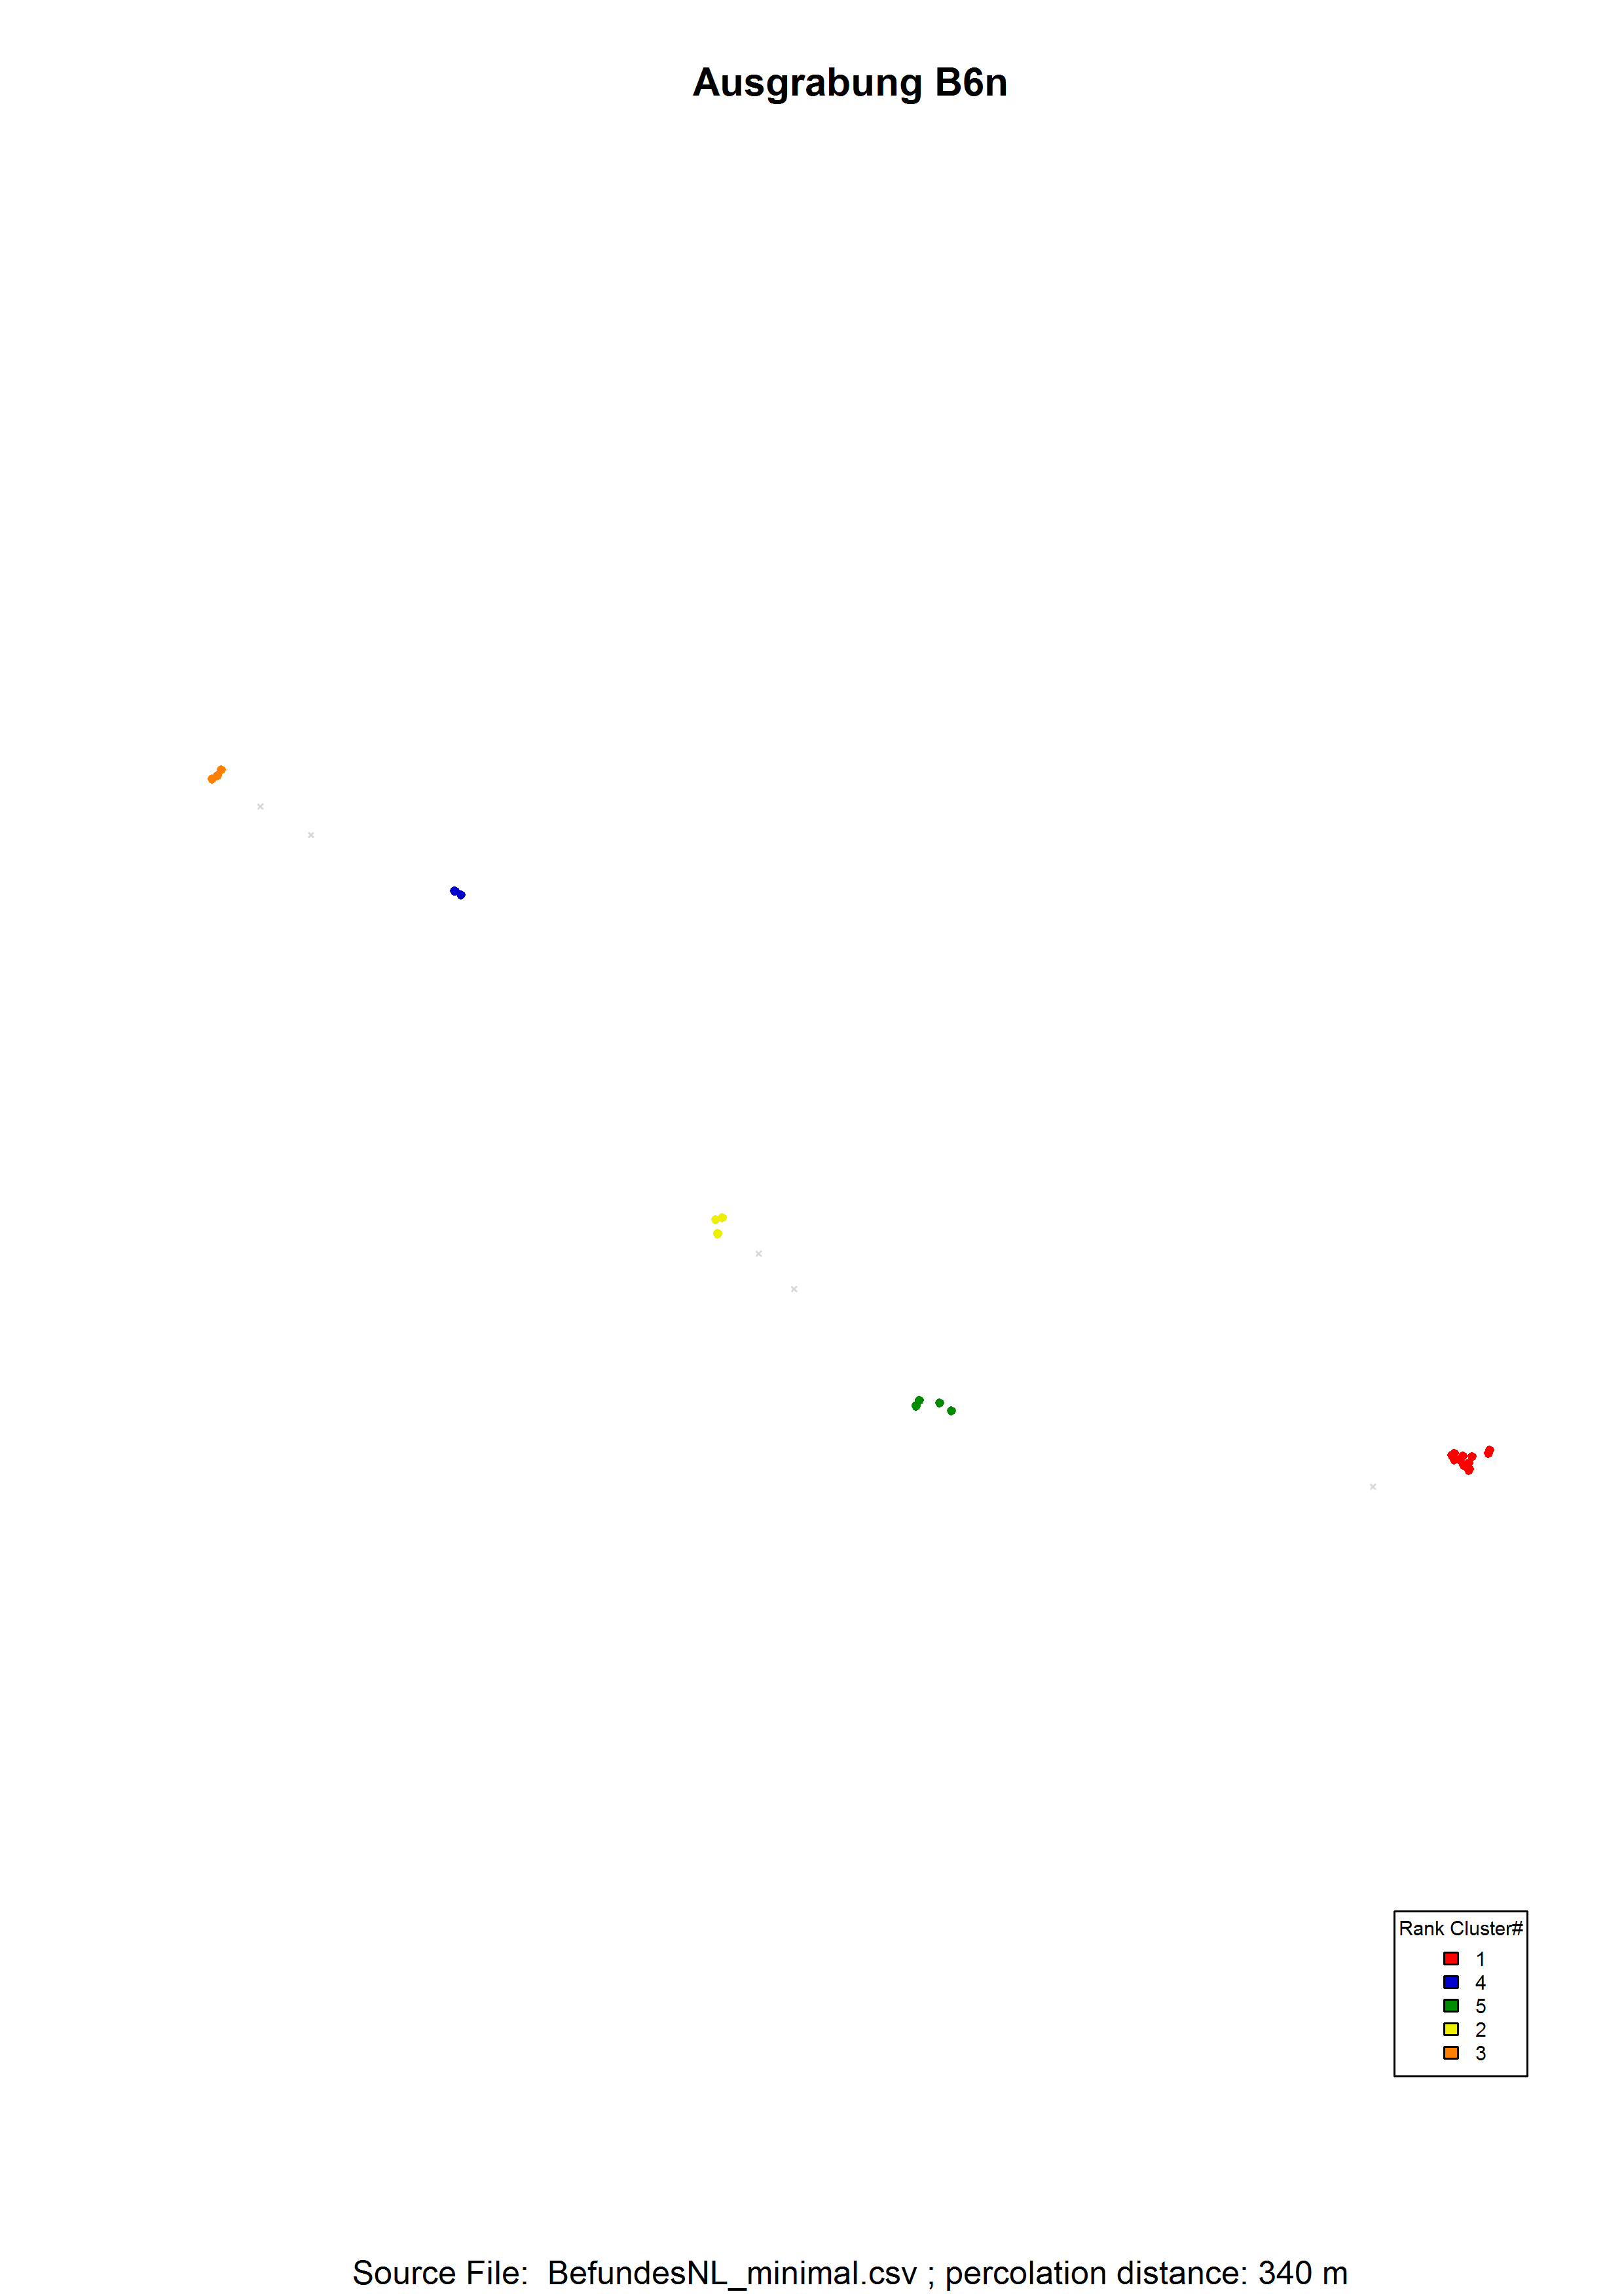 Ausgrabung B6n
Rank Cluster#
1
4
5
2
3
Source File:  BefundesNL_minimal.csv ; percolation distance: 340 m